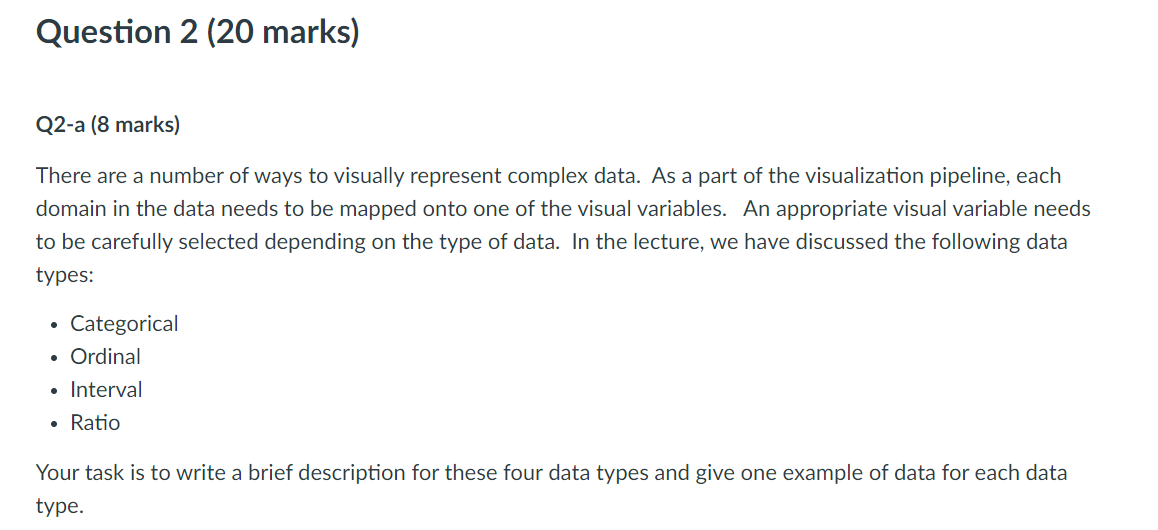 Question 2 (20 marks)
Q2-a (8 marks)
There are a number of ways to visually represent complex data.  As a part of the visualization pipeline, each
domain in the data needs to be mapped onto one of the visual variables.   An appropriate visual variable needs
to be carefully selected depending on the type of data.  In the lecture, we have discussed the following data
types:
• Categorical
• Ordinal
• Interval
• Ratio
Your task is to write a brief description for these four data types and give one example of data for each data
type.